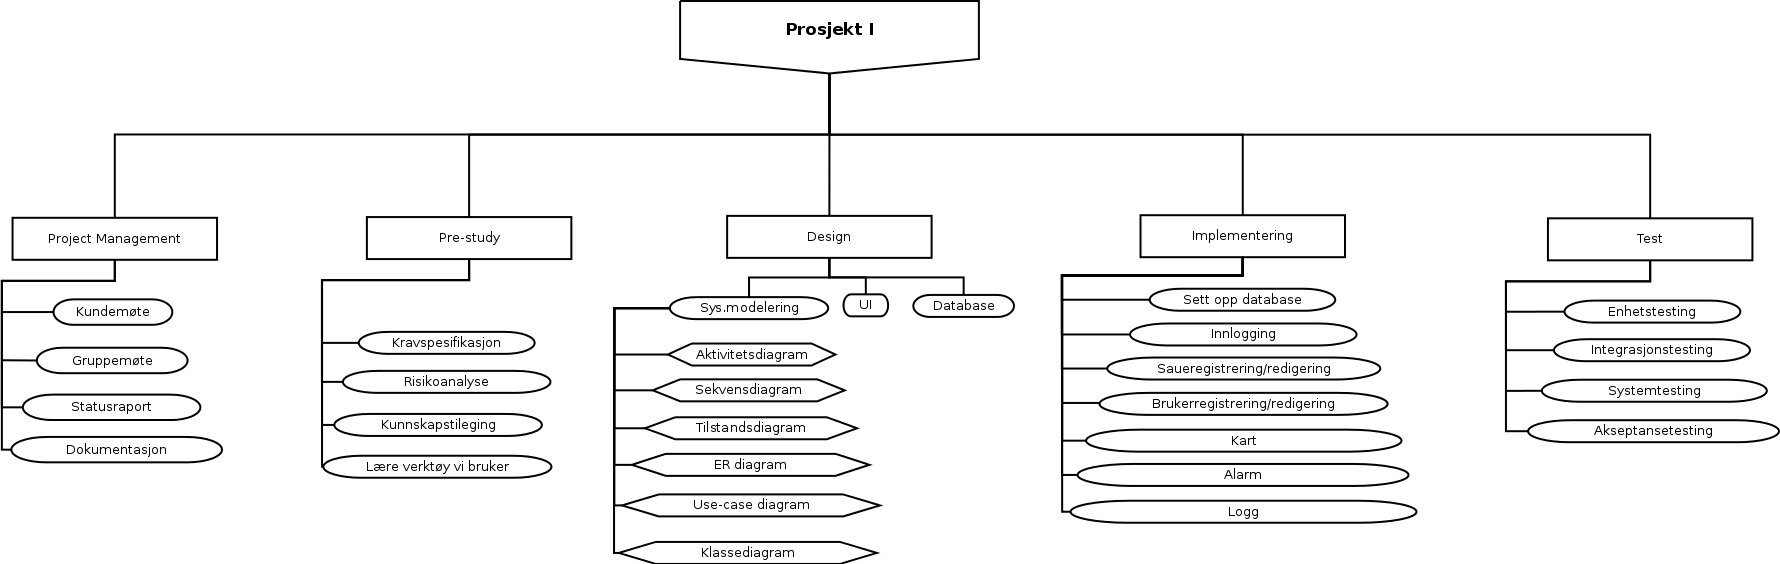 Prosjekt I
Project Management
Kundemøte
Gruppemøte
Statusraport
Dokumentasjon
Pre-study
Kravspesifikasjon
Risikoanalyse
Kunnskapstileging
Lære verktøy vi bruker
Design
Sys.modelering
UI
Database
Aktivitetsdiagram
Sekvensdiagram
Tilstandsdiagram
ER diagram
Use-case diagram
Klassediagram
Implementering
Sett opp database
Innlogging
Saueregistrering/redigering
Brukerregistrering/redigering
Kart
Alarm
Logg
Test
Enhetstesting
Integrasjonstesting
Systemtesting
Akseptansetesting